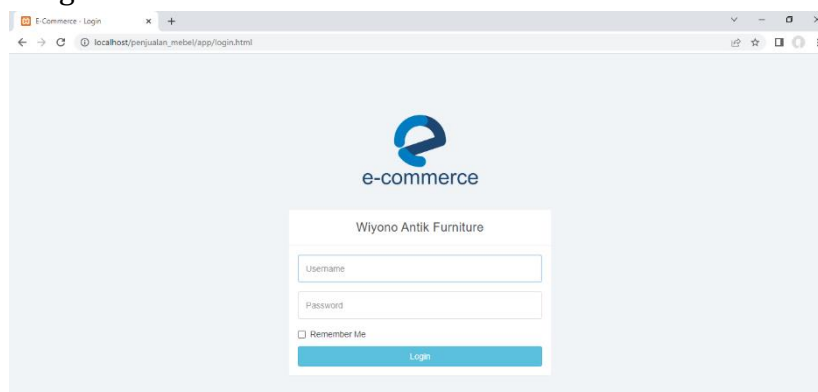 E-Commerce - Login
localhost/penjualan_mebel/app/login.html
e-commerce
Wiyono Antik Furniture
Username
Password
Remember Me
Login